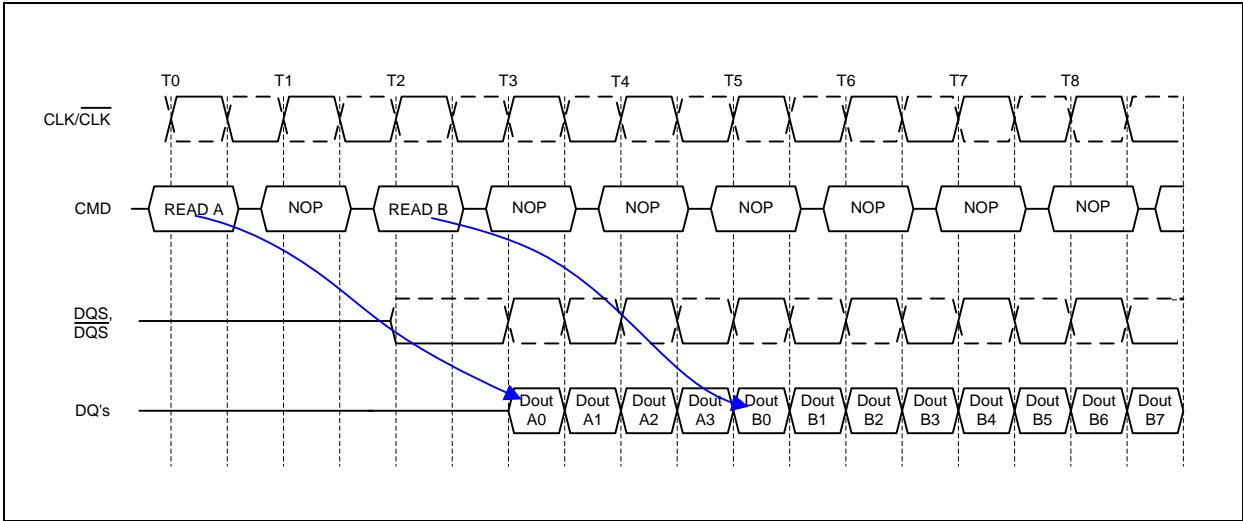 T0 T1 T2 T3 T4 T5 T6 T7 T8
CLK/CLK
CMD READ A NOP READ B NOP NOP NOP NOP NOP NOP
DQS,
DQS
DQ's Dout Dout Dout Dout Dout Dout Dout Dout Dout Dout Dout Dout
A0 A1 A2 A3 B0 B1 B2 B3 B4 B5 B6 B7